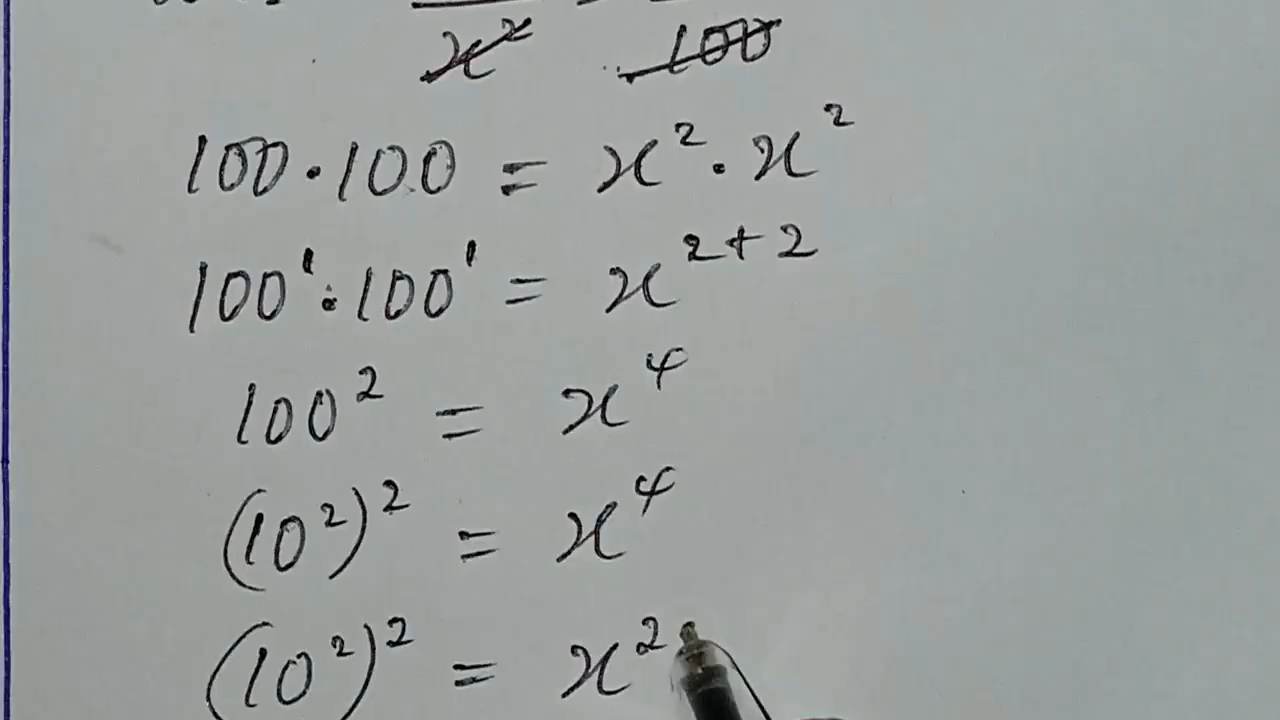 x² 100
100·100 = x²·x²
100¹·100¹ = x²⁺²
100² = x⁴
(10²)² = x⁴
(10²)² = x²